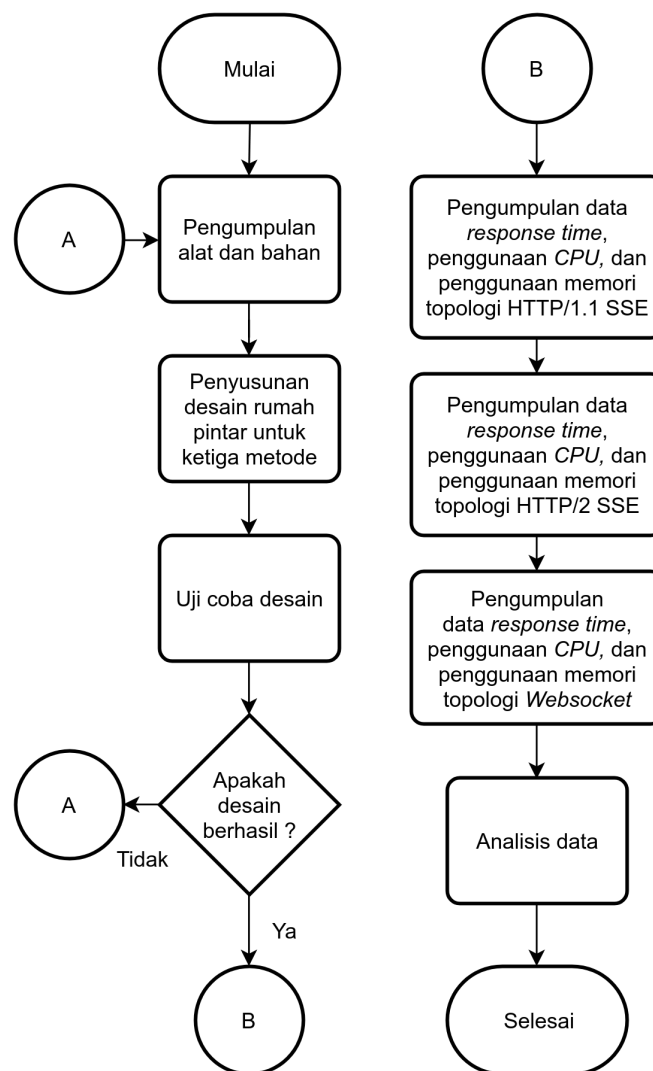 Mulai
A
Pengumpulan
alat dan bahan
Penyusunan
desain rumah
pintar untuk
ketiga metode
Uji coba desain
Apakah
desain
berhasil ?
A
Tidak
Ya
B
B
Pengumpulan data
response time,
penggunaan CPU, dan
penggunaan memori
topologi HTTP/1.1 SSE
Pengumpulan data
response time,
penggunaan CPU, dan
penggunaan memori
topologi HTTP/2 SSE
Pengumpulan
data response time,
penggunaan CPU, dan
penggunaan memori
topologi Websocket
Analisis data
Selesai